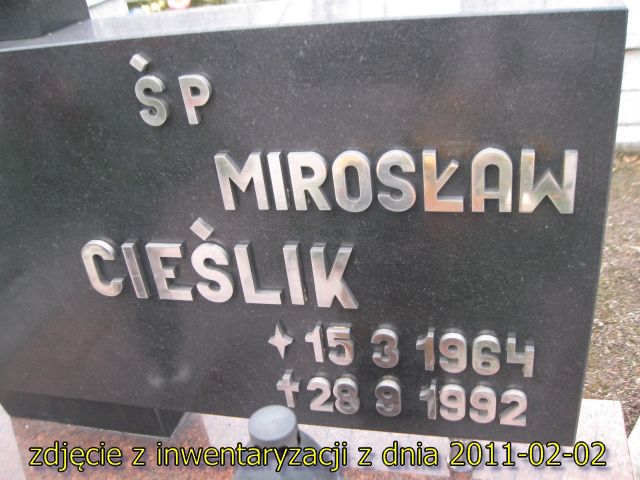 ŚP
MIROSŁAW
CIEŚLIK
15 3 1964
✝ 28 9 1992
zdjęcie z inwentaryzacji z dnia 2011-02-02